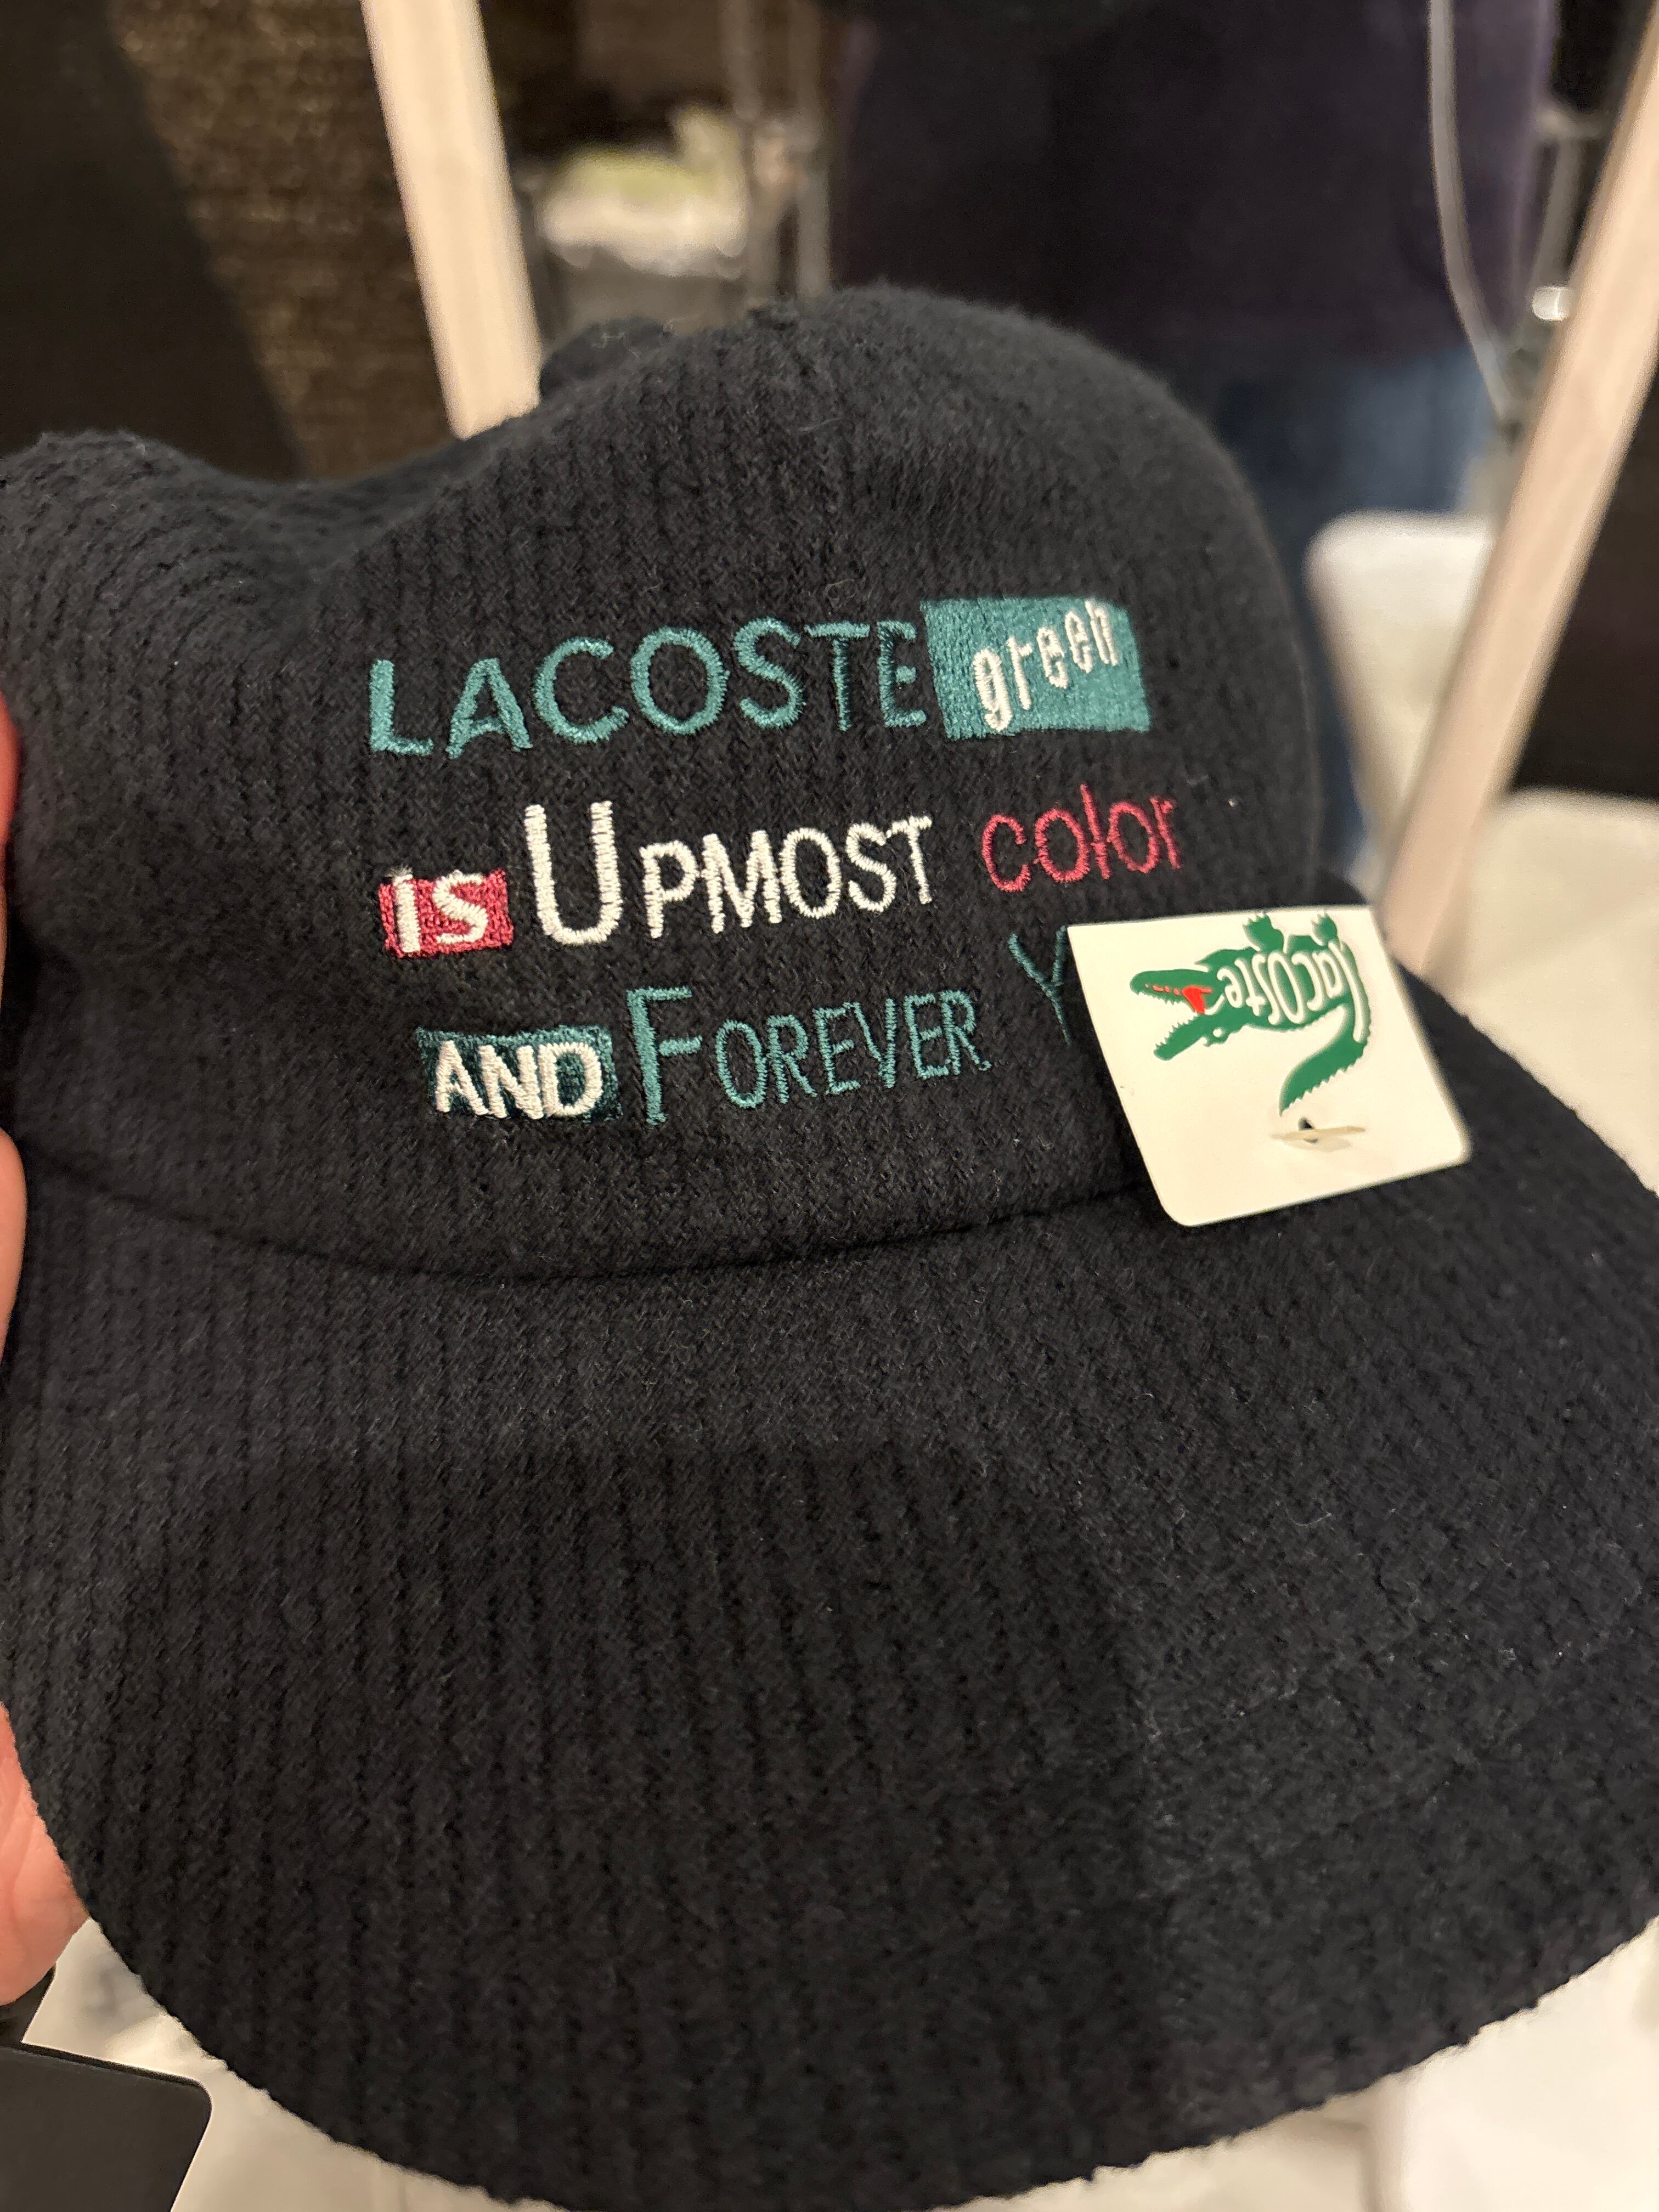 LACOSTE green
IS UPMOST color
AND FOREVER
lacoste